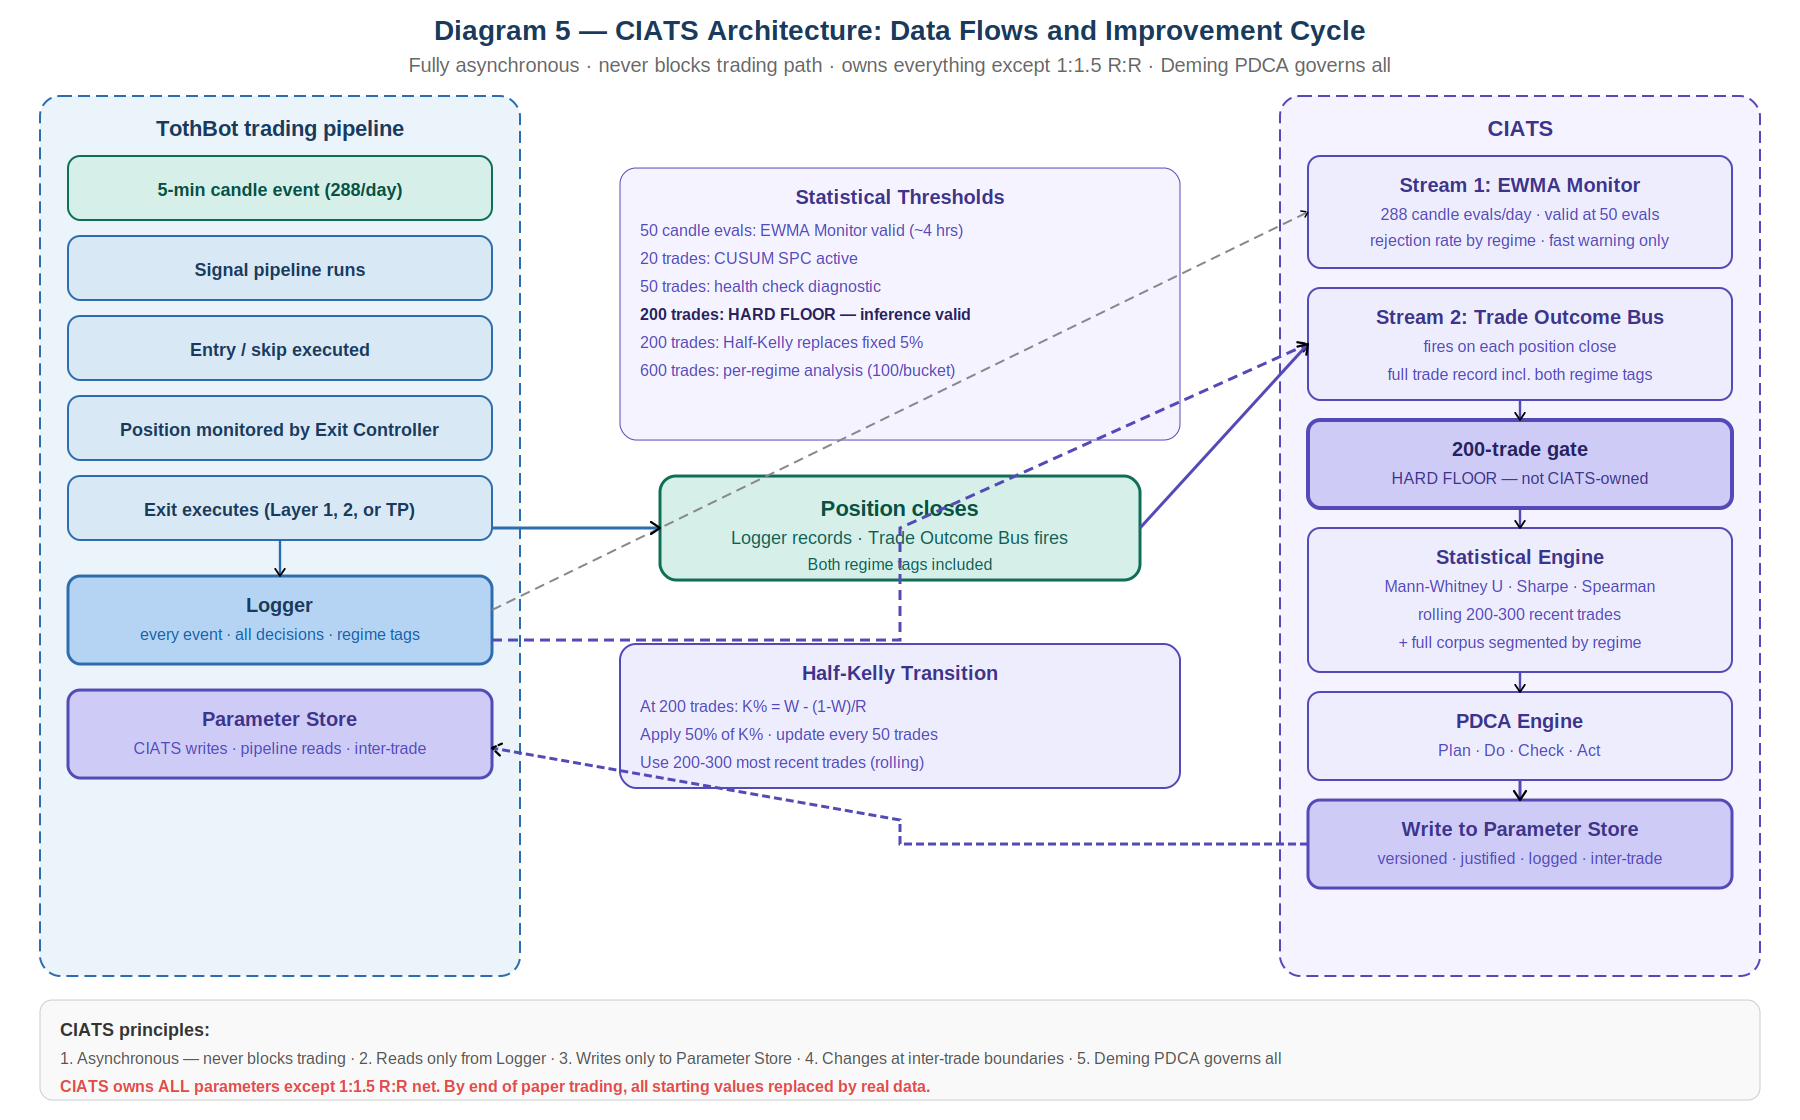 Diagram 5 — CIATS Architecture: Data Flows and Improvement Cycle
Fully asynchronous · never blocks trading path · owns everything except 1:1.5 R:R · Deming PDCA governs all
TothBot trading pipeline
5-min candle event (288/day)
Signal pipeline runs
Entry / skip executed
Position monitored by Exit Controller
Exit executes (Layer 1, 2, or TP)
Logger
every event · all decisions · regime tags
Parameter Store
CIATS writes · pipeline reads · inter-trade
Statistical Thresholds
50 candle evals: EWMA Monitor valid (~4 hrs)
20 trades: CUSUM SPC active
50 trades: health check diagnostic
200 trades: HARD FLOOR — inference valid
200 trades: Half-Kelly replaces fixed 5%
600 trades: per-regime analysis (100/bucket)
Position closes
Logger records · Trade Outcome Bus fires
Both regime tags included
Half-Kelly Transition
At 200 trades: K% = W - (1-W)/R
Apply 50% of K% · update every 50 trades
Use 200-300 most recent trades (rolling)
CIATS
Stream 1: EWMA Monitor
288 candle evals/day · valid at 50 evals
rejection rate by regime · fast warning only
Stream 2: Trade Outcome Bus
fires on each position close
full trade record incl. both regime tags
200-trade gate
HARD FLOOR — not CIATS-owned
Statistical Engine
Mann-Whitney U · Sharpe · Spearman
rolling 200-300 recent trades
+ full corpus segmented by regime
PDCA Engine
Plan · Do · Check · Act
Write to Parameter Store
versioned · justified · logged · inter-trade
CIATS principles:
1. Asynchronous — never blocks trading · 2. Reads only from Logger · 3. Writes only to Parameter Store · 4. Changes at inter-trade boundaries · 5. Deming PDCA governs all
CIATS owns ALL parameters except 1:1.5 R:R net. By end of paper trading, all starting values replaced by real data.